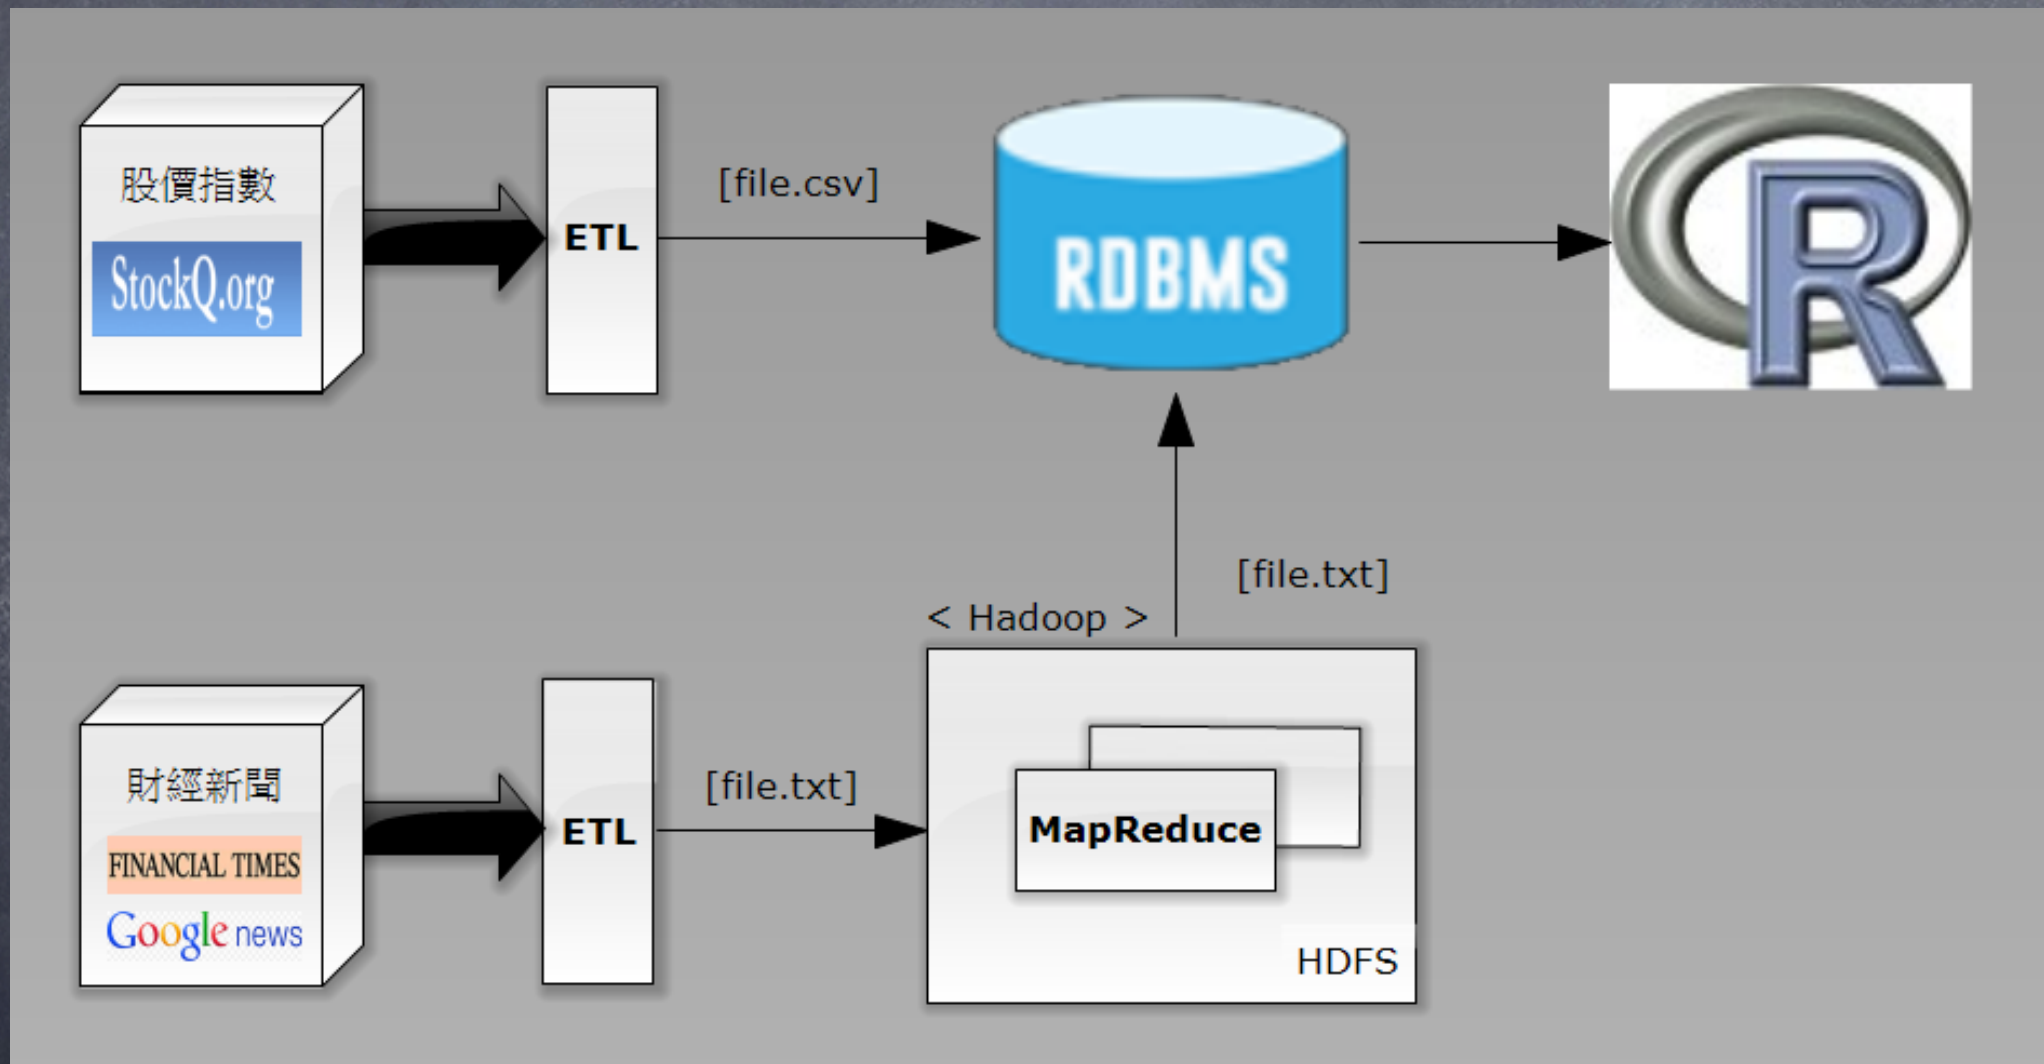 股價指數
StockQ.org
ETL
[file.csv]
RDBMS
R
[file.txt]
< Hadoop >
財經新聞
FINANCIAL TIMES
Google news
ETL
[file.txt]
MapReduce
HDFS